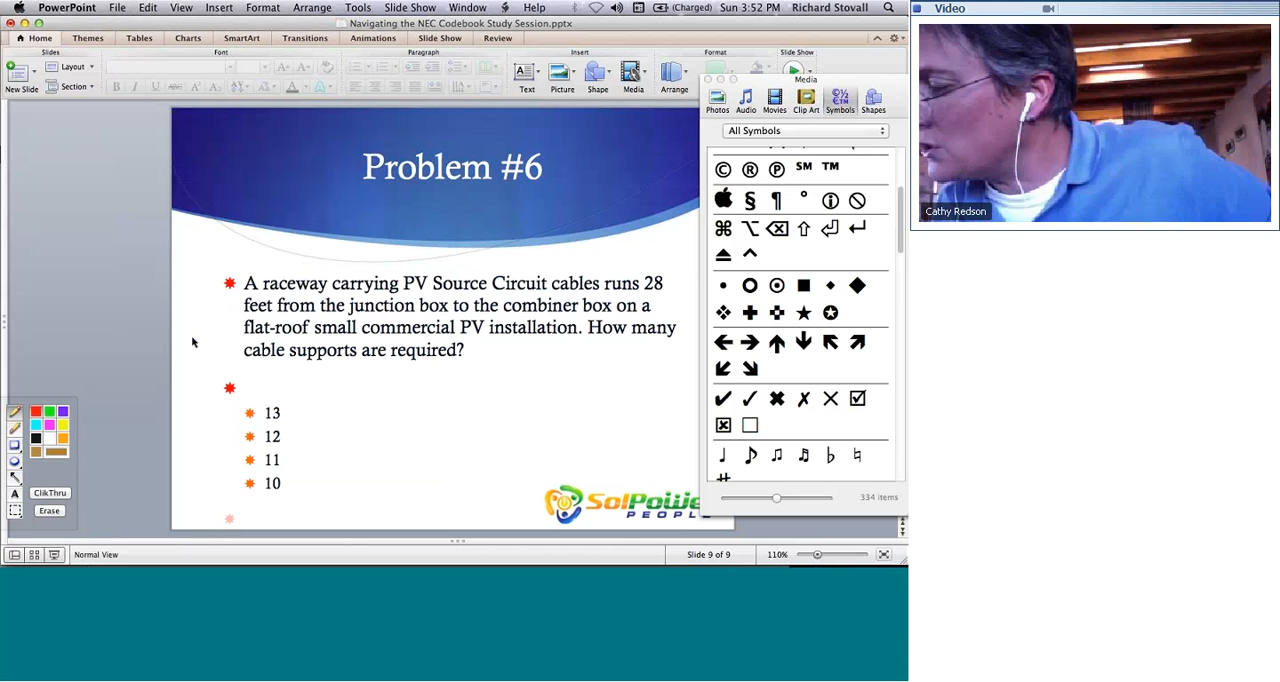 PowerPoint File Edit View Insert Format Arrange Tools Slide Show Window Help (Charged) Sun 3:52 PM Richard Stovall
Navigating the NEC Codebook Study Session.pptx
Home Themes Tables Charts SmartArt Transitions Animations Slide Show Review
Slides Font Paragraph Insert Format Slide Show
Layout
Section
New Slide
Text Picture Shape Media Arrange
Media
Photos Audio Movies Clip Art Symbols Shapes
All Symbols
© ® ℗ SM TM
334 items
Problem #6
A raceway carrying PV Source Circuit cables runs 28
feet from the junction box to the combiner box on a
flat-roof small commercial PV installation. How many
cable supports are required?
13
12
11
10
SolPowe
PEOPL
ClikThru
Erase
Normal View Slide 9 of 9 110%
Video
Cathy Redson